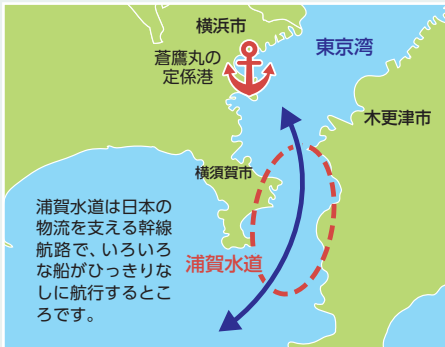 横浜市
蒼鷹丸の
定係港
東京湾
木更津市
横須賀市
浦賀水道
浦賀水道は日本の
物流を支える幹線
航路で、いろいろ
な船がひっきりな
しに航行するとこ
ろです。